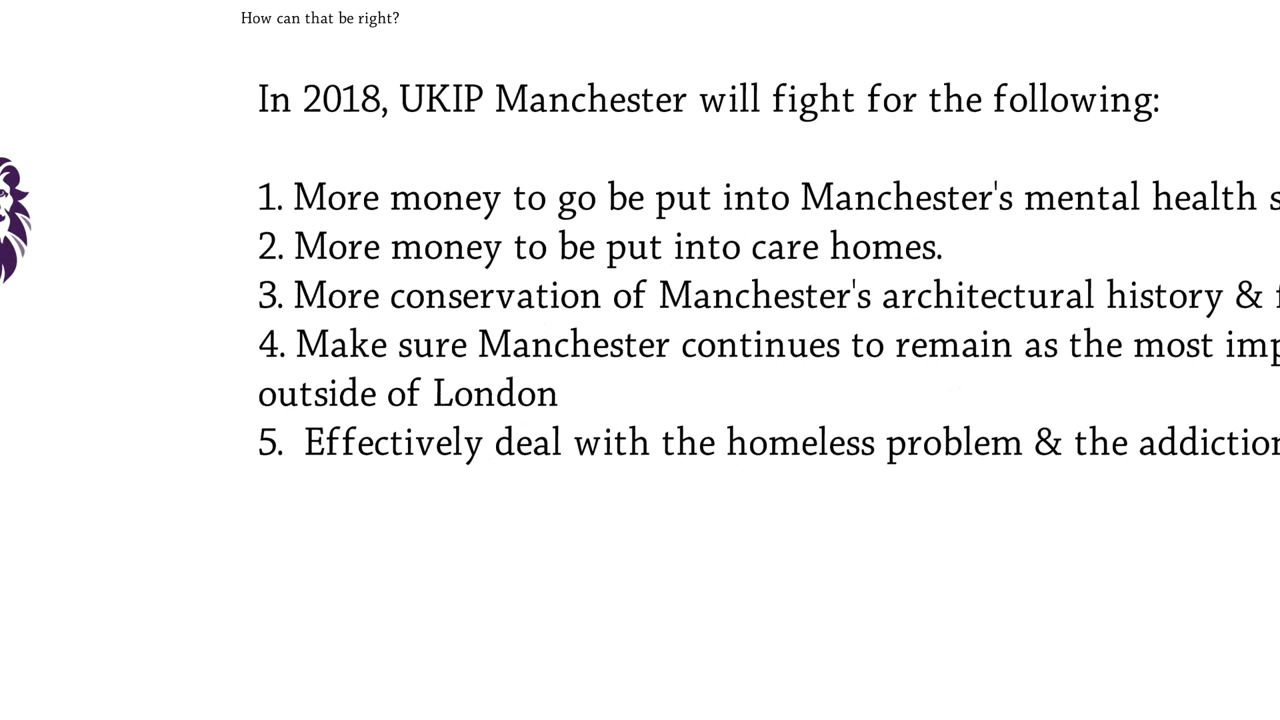 How can that be right?
In 2018, UKIP Manchester will fight for the following:
1. More money to go be put into Manchester's mental health
2. More money to be put into care homes.
3. More conservation of Manchester's architectural history &
4. Make sure Manchester continues to remain as the most
outside of London
5. Effectively deal with the homeless problem & the